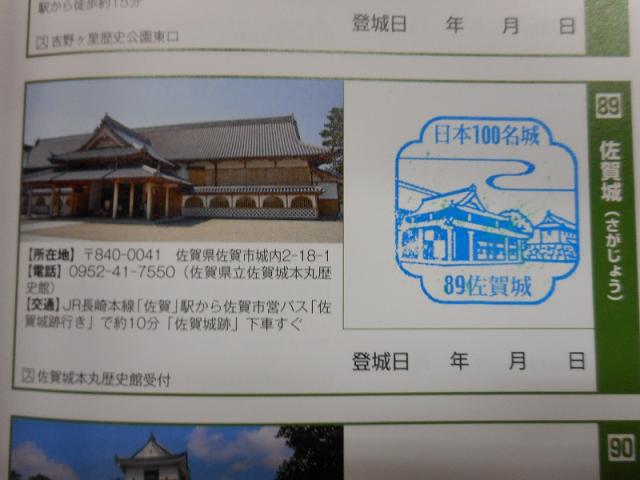 駅から徒歩約15分
ス吉野ヶ里歴史公園東口
登城日 年 月 日
89
佐賀城(さがじょう)
日本100名城
89佐賀城
【所在地】 〒840-0041 佐賀県佐賀市城内2-18-1
【電話】 0952-41-7550（佐賀県立佐賀城本丸歴
史館）
【交通】JR長崎本線「佐賀」駅から佐賀市営バス「佐
賀城跡行き」で約10分「佐賀城跡」下車すぐ
登城日 年 月 日
ス佐賀城本丸歴史館受付
90